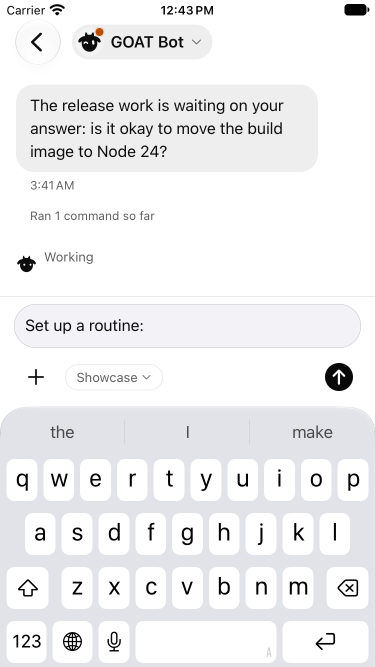 Carrier 12:43 PM
GOAT Bot
The release work is waiting on your
answer: is it okay to move the build
image to Node 24?
3:41 AM
Ran 1 command so far
Working
Set up a routine:
Showcase
the I make
q w e r t y u i o p
a s d f g h j k l
z x c v b n m
123
A